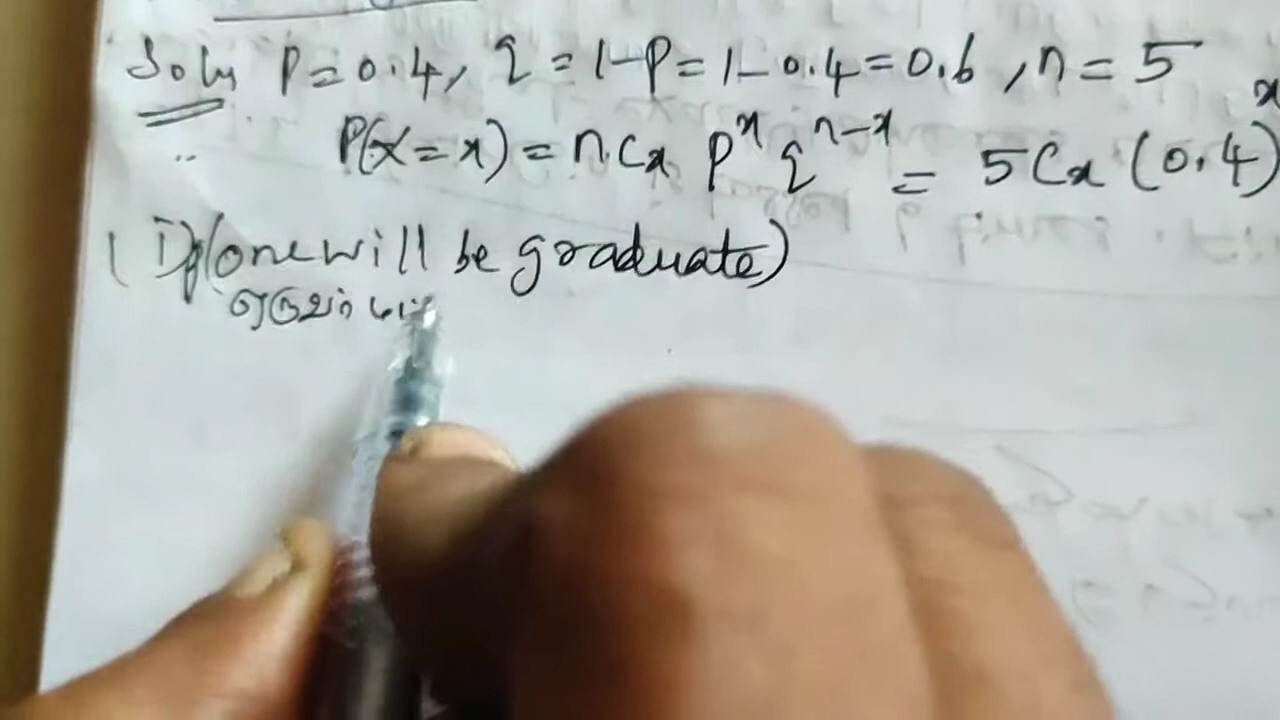 Soln P=0.4, q=1-P=1-0.4=0.6, n=5
P(X=x)=nCx p^x q^n-x = 5Cx (0.4)^x
(i) P(one will be graduate)